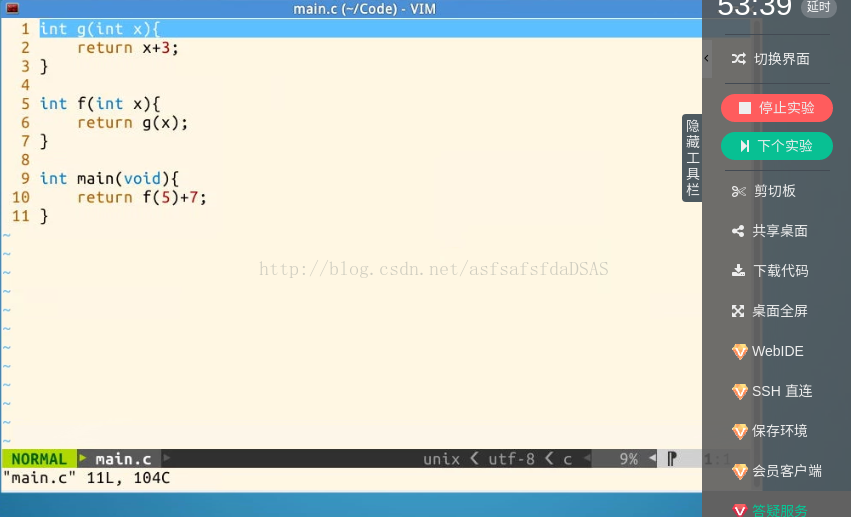 main.c (~/Code) - VIM
1 int g(int x){
2     return x+3;
3 }
4
5 int f(int x){
6     return g(x);
7 }
8
9 int main(void){
10     return f(5)+7;
11 }
~
~
~
~
~
~
~
~
~
~
~
~
http://blog.csdn.net/asfsafsfdaDSAS
NORMAL main.c unix utf-8 c 9% 1:1
"main.c" 11L, 104C
隐藏工具栏
53:39 延时
切换界面
停止实验
下个实验
剪切板
共享桌面
下载代码
桌面全屏
WebIDE
SSH 直连
保存环境
会员客户端
答疑服务